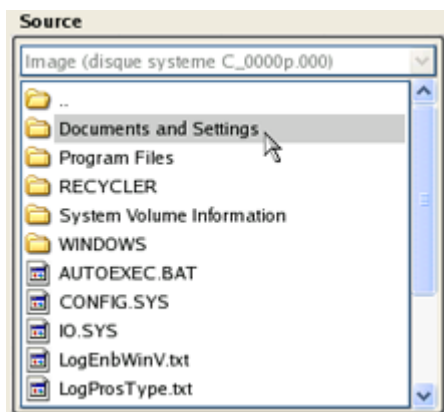 Source
Image (disque systeme C_0000p.000)
..
Documents and Settings
Program Files
RECYCLER
System Volume Information
WINDOWS
AUTOEXEC.BAT
CONFIG.SYS
IO.SYS
LogEnbWinV.txt
LogProsType.txt